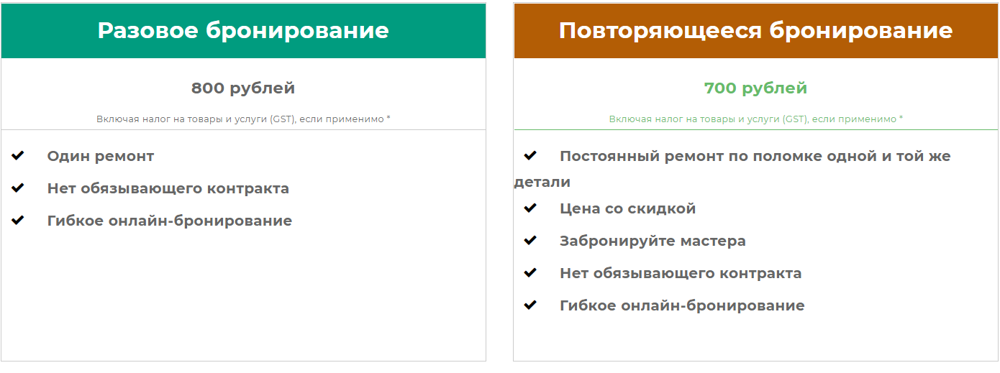 Разовое бронирование
800 рублей
Включая налог на товары и услуги (GST), если применимо *
Один ремонт
Нет обязывающего контракта
Гибкое онлайн-бронирование
Повторяющееся бронирование
700 рублей
Включая налог на товары и услуги (GST), если применимо *
Постоянный ремонт по поломке одной и той же
детали
Цена со скидкой
Забронируйте мастера
Нет обязывающего контракта
Гибкое онлайн-бронирование